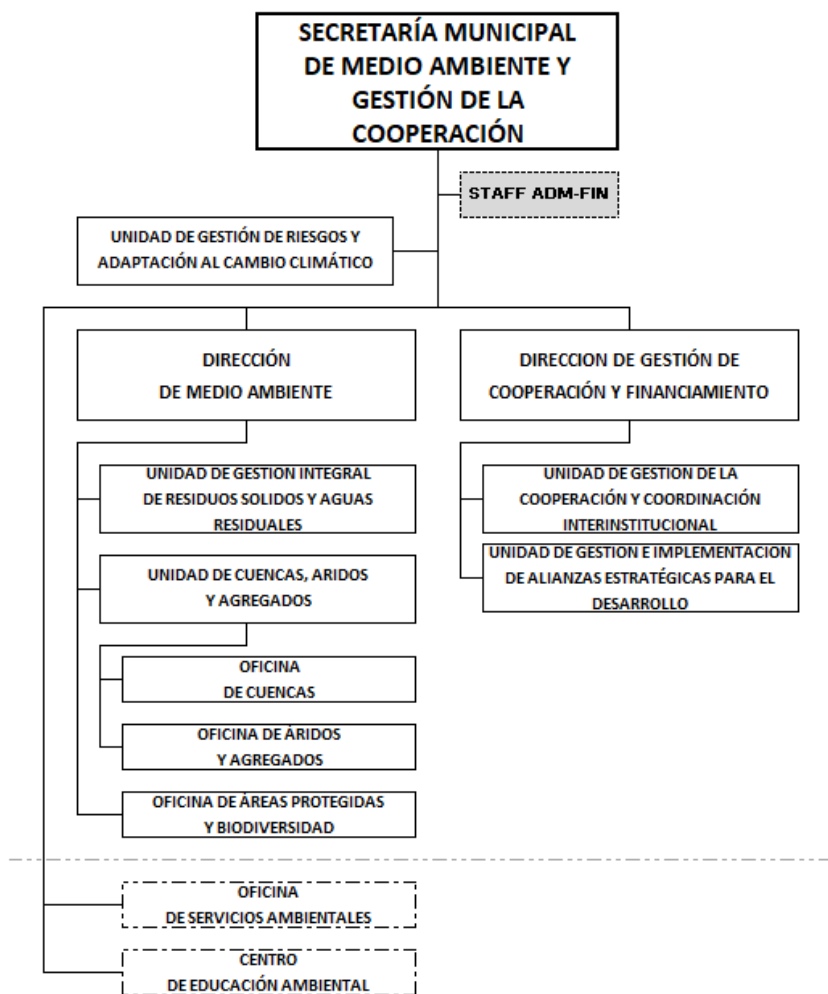 SECRETARÍA MUNICIPAL
DE MEDIO AMBIENTE Y
GESTIÓN DE LA
COOPERACIÓN
STAFF ADM-FIN
UNIDAD DE GESTIÓN DE RIESGOS Y
ADAPTACIÓN AL CAMBIO CLIMÁTICO
DIRECCIÓN
DE MEDIO AMBIENTE
UNIDAD DE GESTION INTEGRAL
DE RESIDUOS SOLIDOS Y AGUAS
RESIDUALES
UNIDAD DE CUENCAS, ARIDOS
Y AGREGADOS
OFICINA
DE CUENCAS
OFICINA DE ÁRIDOS
Y AGREGADOS
OFICINA DE ÁREAS PROTEGIDAS
Y BIODIVERSIDAD
DIRECCION DE GESTIÓN DE
COOPERACIÓN Y FINANCIAMIENTO
UNIDAD DE GESTION DE LA
COOPERACIÓN Y COORDINACIÓN
INTERINSTITUCIONAL
UNIDAD DE GESTION E IMPLEMENTACION
DE ALIANZAS ESTRATÉGICAS PARA EL
DESARROLLO
OFICINA
DE SERVICIOS AMBIENTALES
CENTRO
DE EDUCACIÓN AMBIENTAL